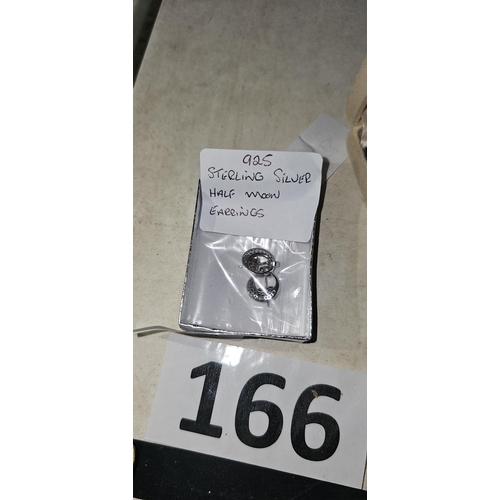 925
STERLING SILVER
HALF MOON
EARRINGS
166